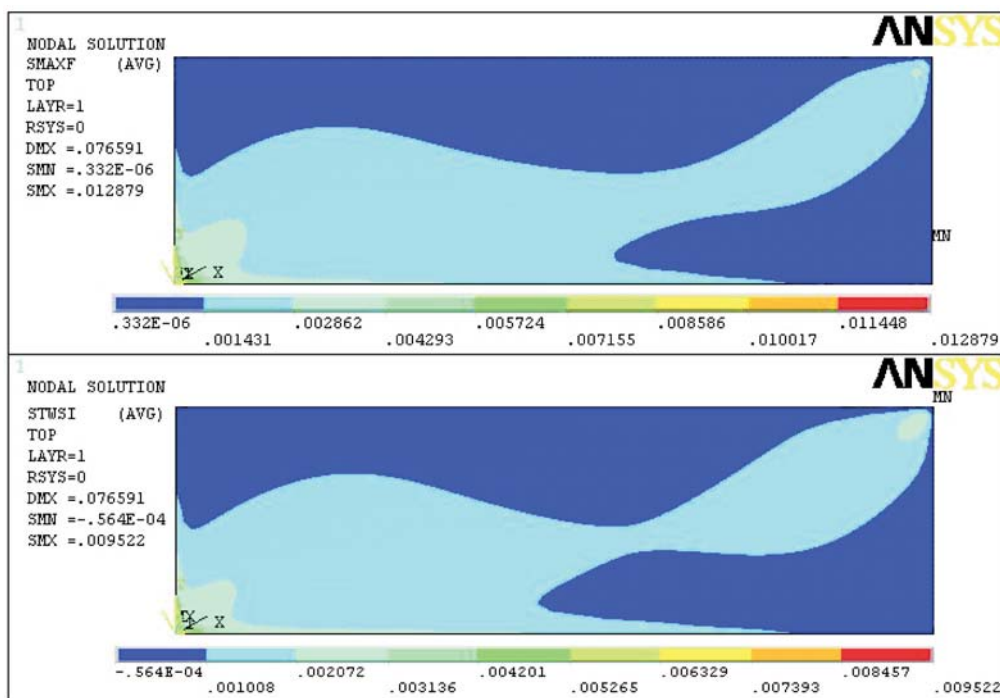 1
ANSYS
NODAL SOLUTION
SMAXF (AVG)
TOP
LAYR=1
RSYS=0
DMX =.076591
SMN =.332E-06
SMX =.012879
MN
X
.332E-06 .002862 .005724 .008586 .011448
.001431 .004293 .007155 .010017 .012879
1
ANSYS
MN
NODAL SOLUTION
STWSI (AVG)
TOP
LAYR=1
RSYS=0
DMX =.076591
SMN =-.564E-04
SMX =.009522
X
-.564E-04 .002072 .004201 .006329 .008457
.001008 .003136 .005265 .007393 .009522